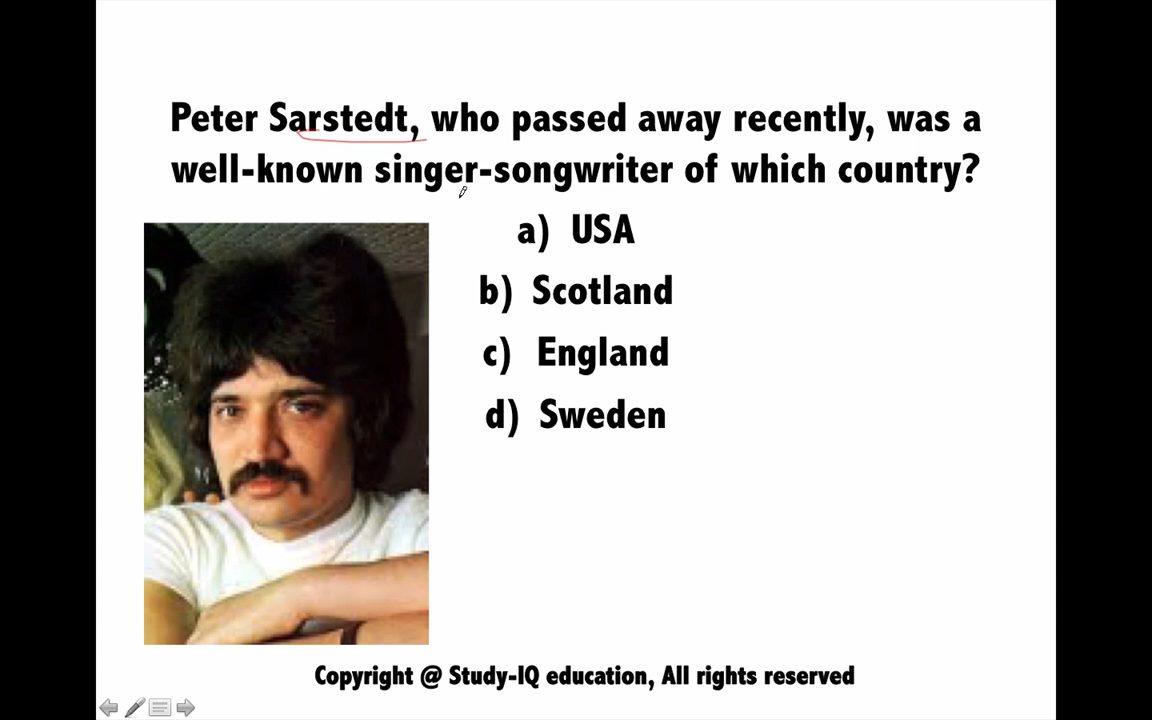 Peter Sarstedt, who passed away recently, was a
well-known singer-songwriter of which country?
a) USA
b) Scotland
c) England
d) Sweden
Copyright @ Study-IQ education, All rights reserved